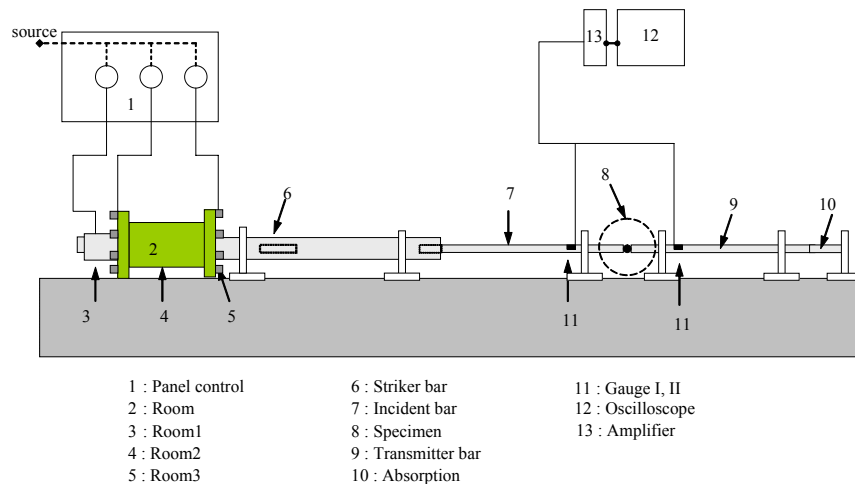 source
13
12
1
6
7
8
9
10
2
3
4
5
11
11
1 : Panel control
2 : Room
3 : Room1
4 : Room2
5 : Room3
6 : Striker bar
7 : Incident bar
8 : Specimen
9 : Transmitter bar
10 : Absorption
11 : Gauge I, II
12 : Oscilloscope
13 : Amplifier